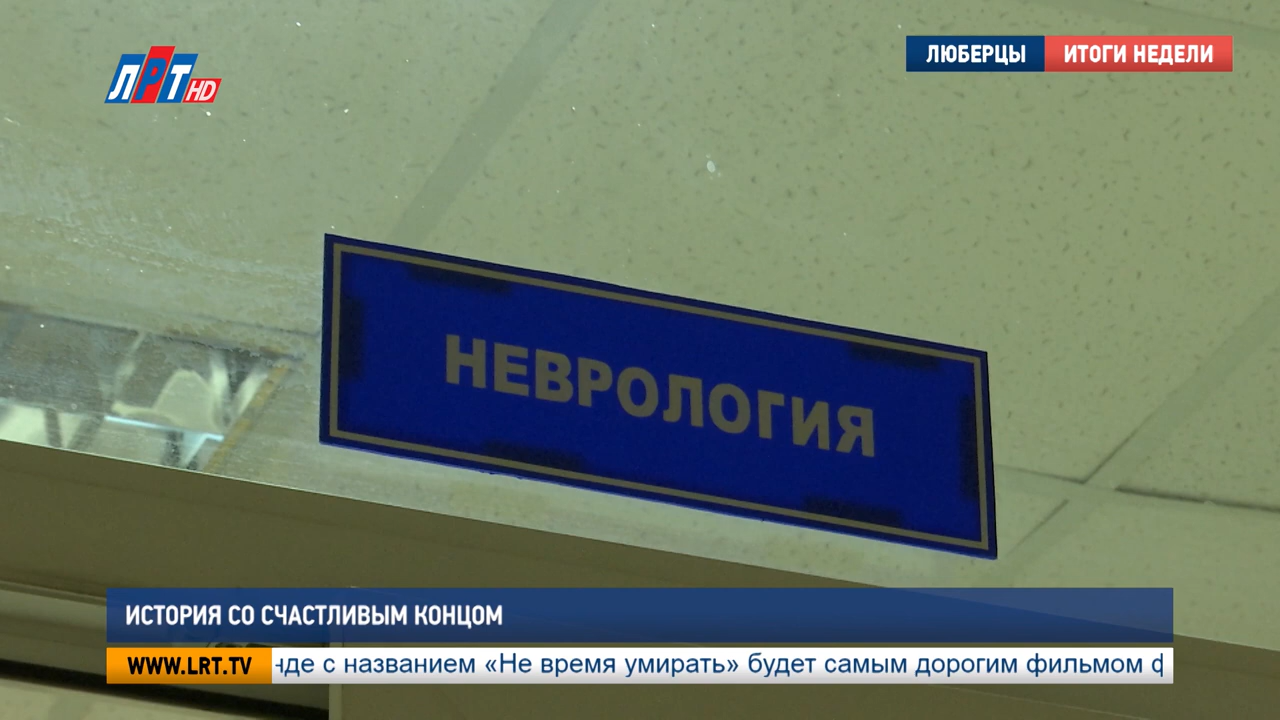 ЛРТ HD
ЛЮБЕРЦЫ ИТОГИ НЕДЕЛИ
НЕВРОЛОГИЯ
ИСТОРИЯ СО СЧАСТЛИВЫМ КОНЦОМ
WWW.LRT.TV нде с названием «Не время умирать» будет самым дорогим фильмом ф